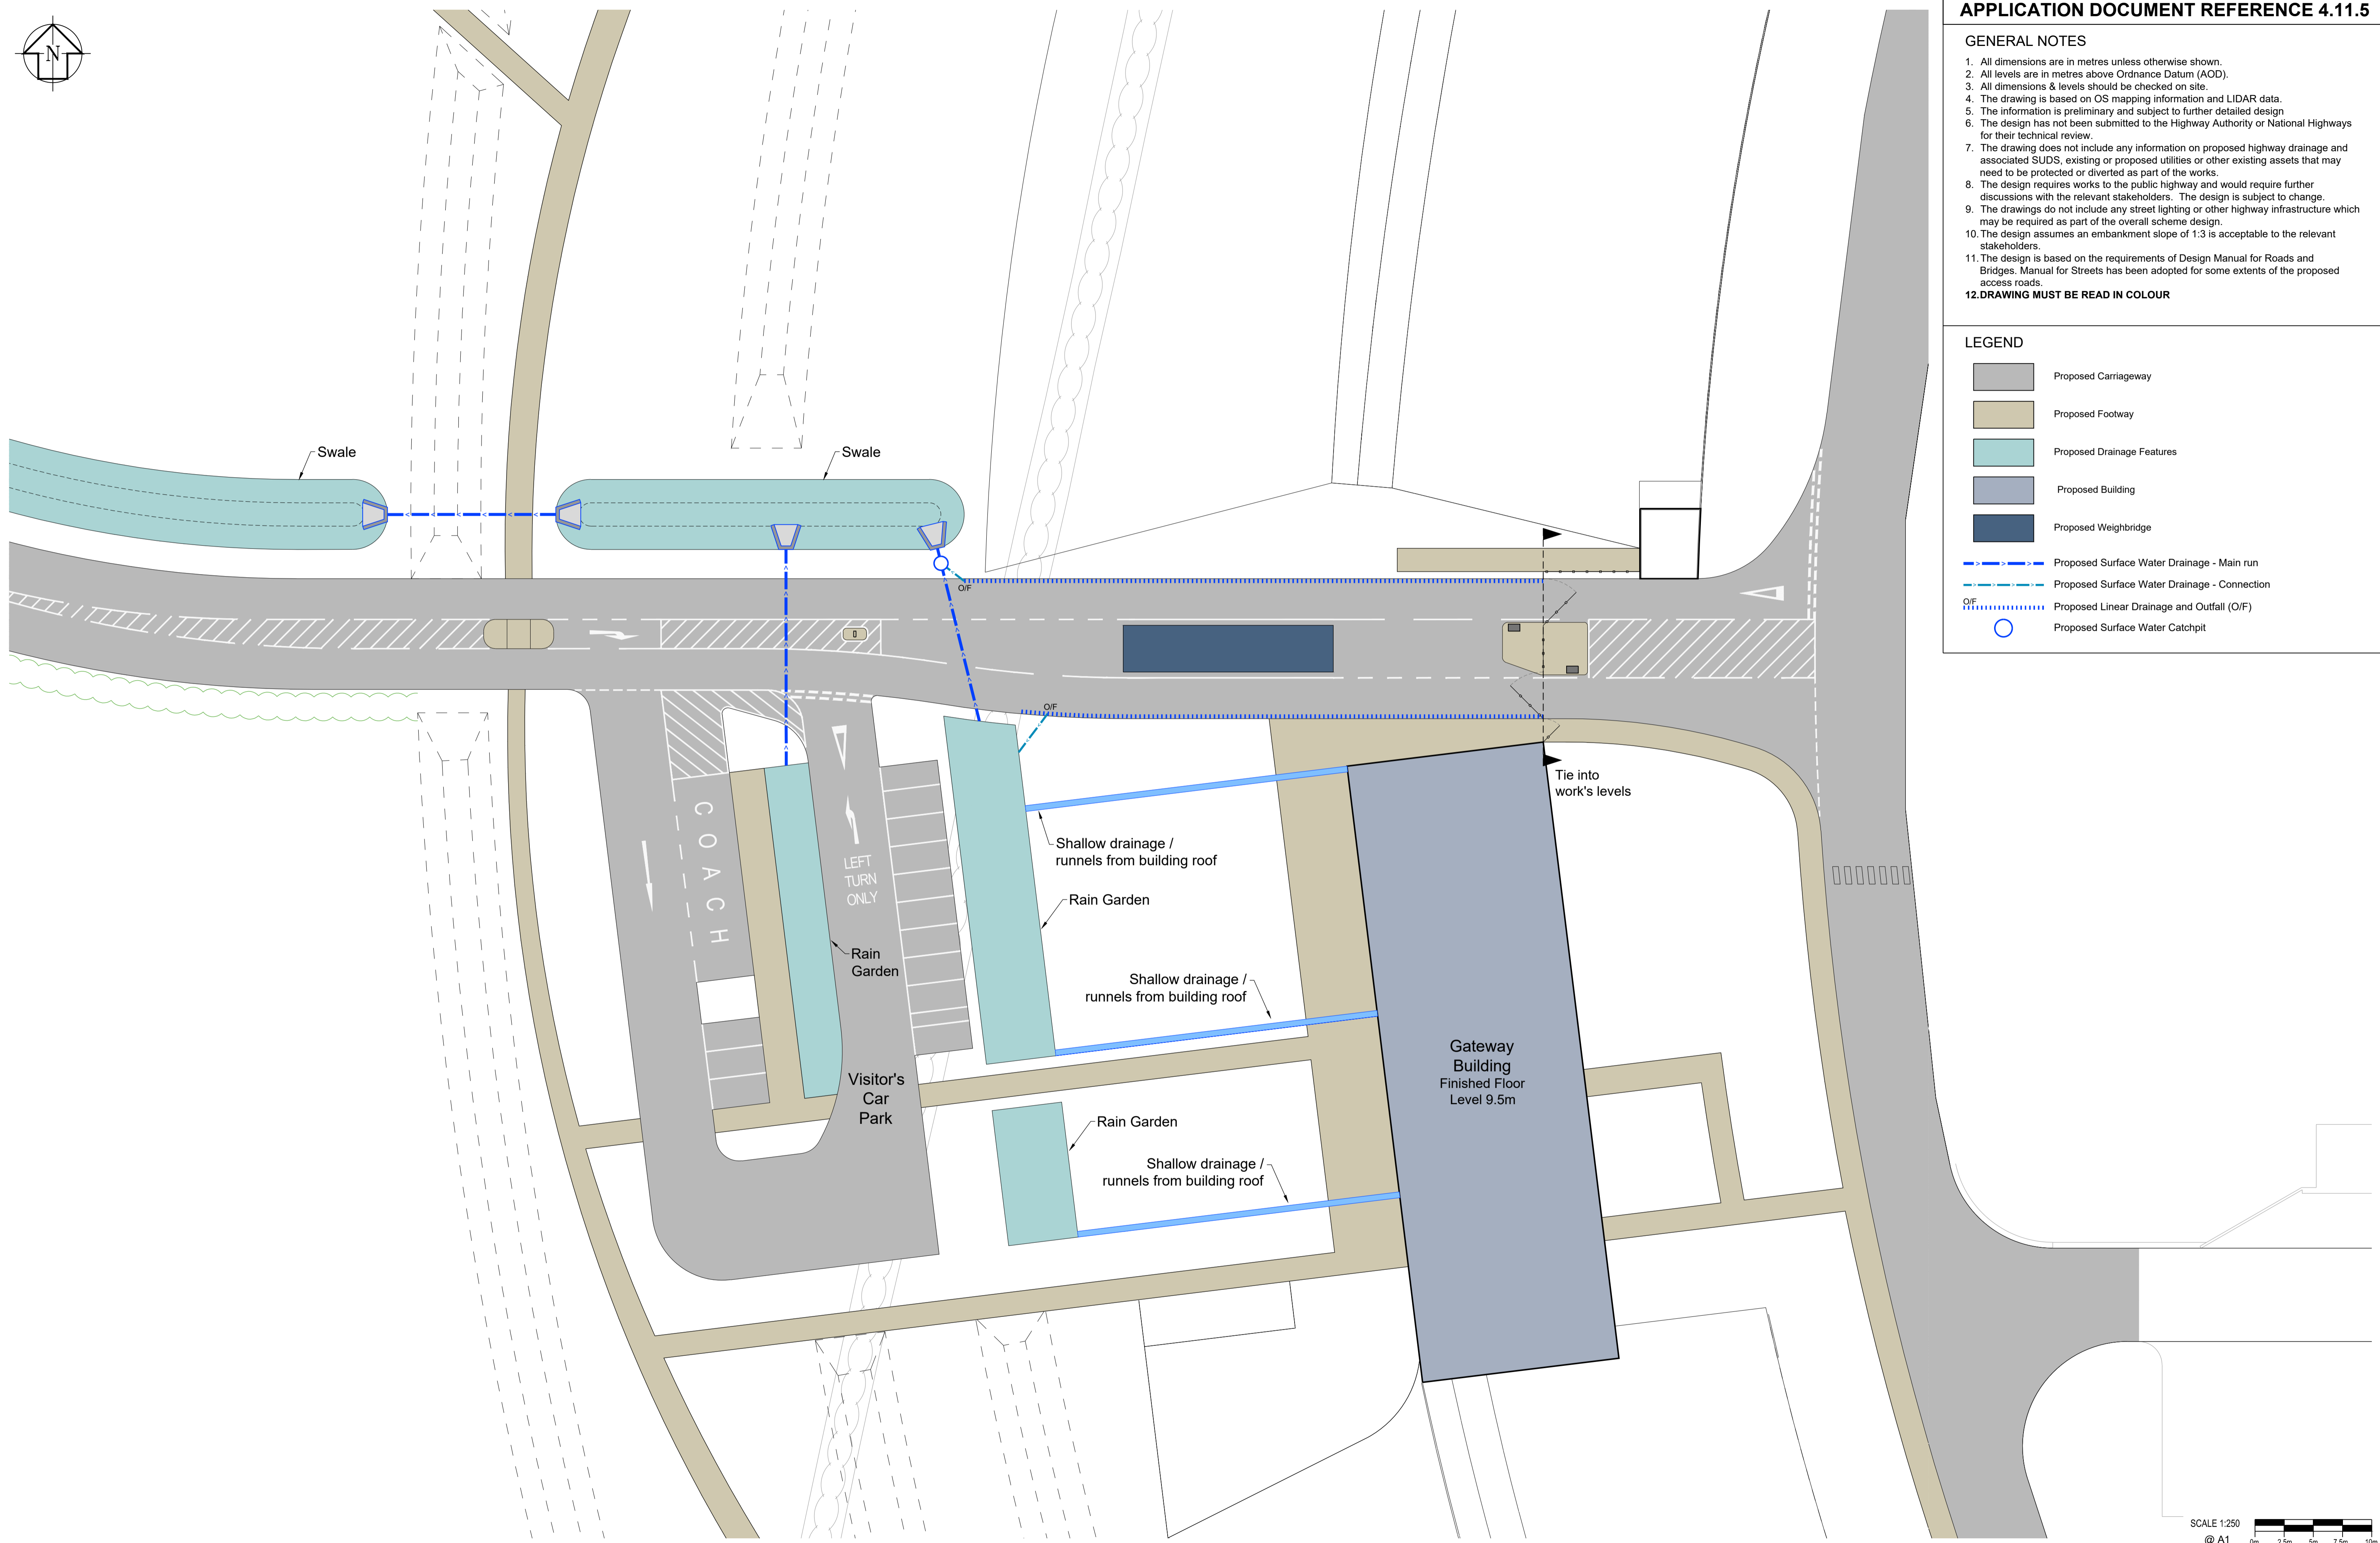 N
APPLICATION DOCUMENT REFERENCE 4.11.5
GENERAL NOTES
1. All dimensions are in metres unless otherwise shown.
2. All levels are in metres above Ordnance Datum (AOD).
3. All dimensions & levels should be checked on site.
4. The drawing is based on OS mapping information and LIDAR data.
5. The information is preliminary and subject to further detailed design
6. The design has not been submitted to the Highway Authority or National Highways
for their technical review.
7. The drawing does not include any information on proposed highway drainage and
associated SUDS, existing or proposed utilities or other existing assets that may
need to be protected or diverted as part of the works.
8. The design requires works to the public highway and would require further
discussions with the relevant stakeholders. The design is subject to change.
9. The drawings do not include any street lighting or other highway infrastructure which
may be required as part of the overall scheme design.
10. The design assumes an embankment slope of 1:3 is acceptable to the relevant
stakeholders.
11. The design is based on the requirements of Design Manual for Roads and
Bridges. Manual for Streets has been adopted for some extents of the proposed
access roads.
12. DRAWING MUST BE READ IN COLOUR
LEGEND
Proposed Carriageway
Proposed Footway
Proposed Drainage Features
Proposed Building
Proposed Weighbridge
Proposed Surface Water Drainage - Main run
Proposed Surface Water Drainage - Connection
O/F
Proposed Linear Drainage and Outfall (O/F)
Proposed Surface Water Catchpit
Swale
Swale
O/F
O/F
Tie into
work's levels
COACH
LEFT
TURN
ONLY
Shallow drainage /
runnels from building roof
Rain Garden
Rain
Garden
Shallow drainage /
runnels from building roof
Gateway
Building
Finished Floor
Level 9.5m
Visitor's
Car
Park
Rain Garden
Shallow drainage /
runnels from building roof
SCALE 1:250
@ A1
0m 2.5m 5m 7.5m 10m